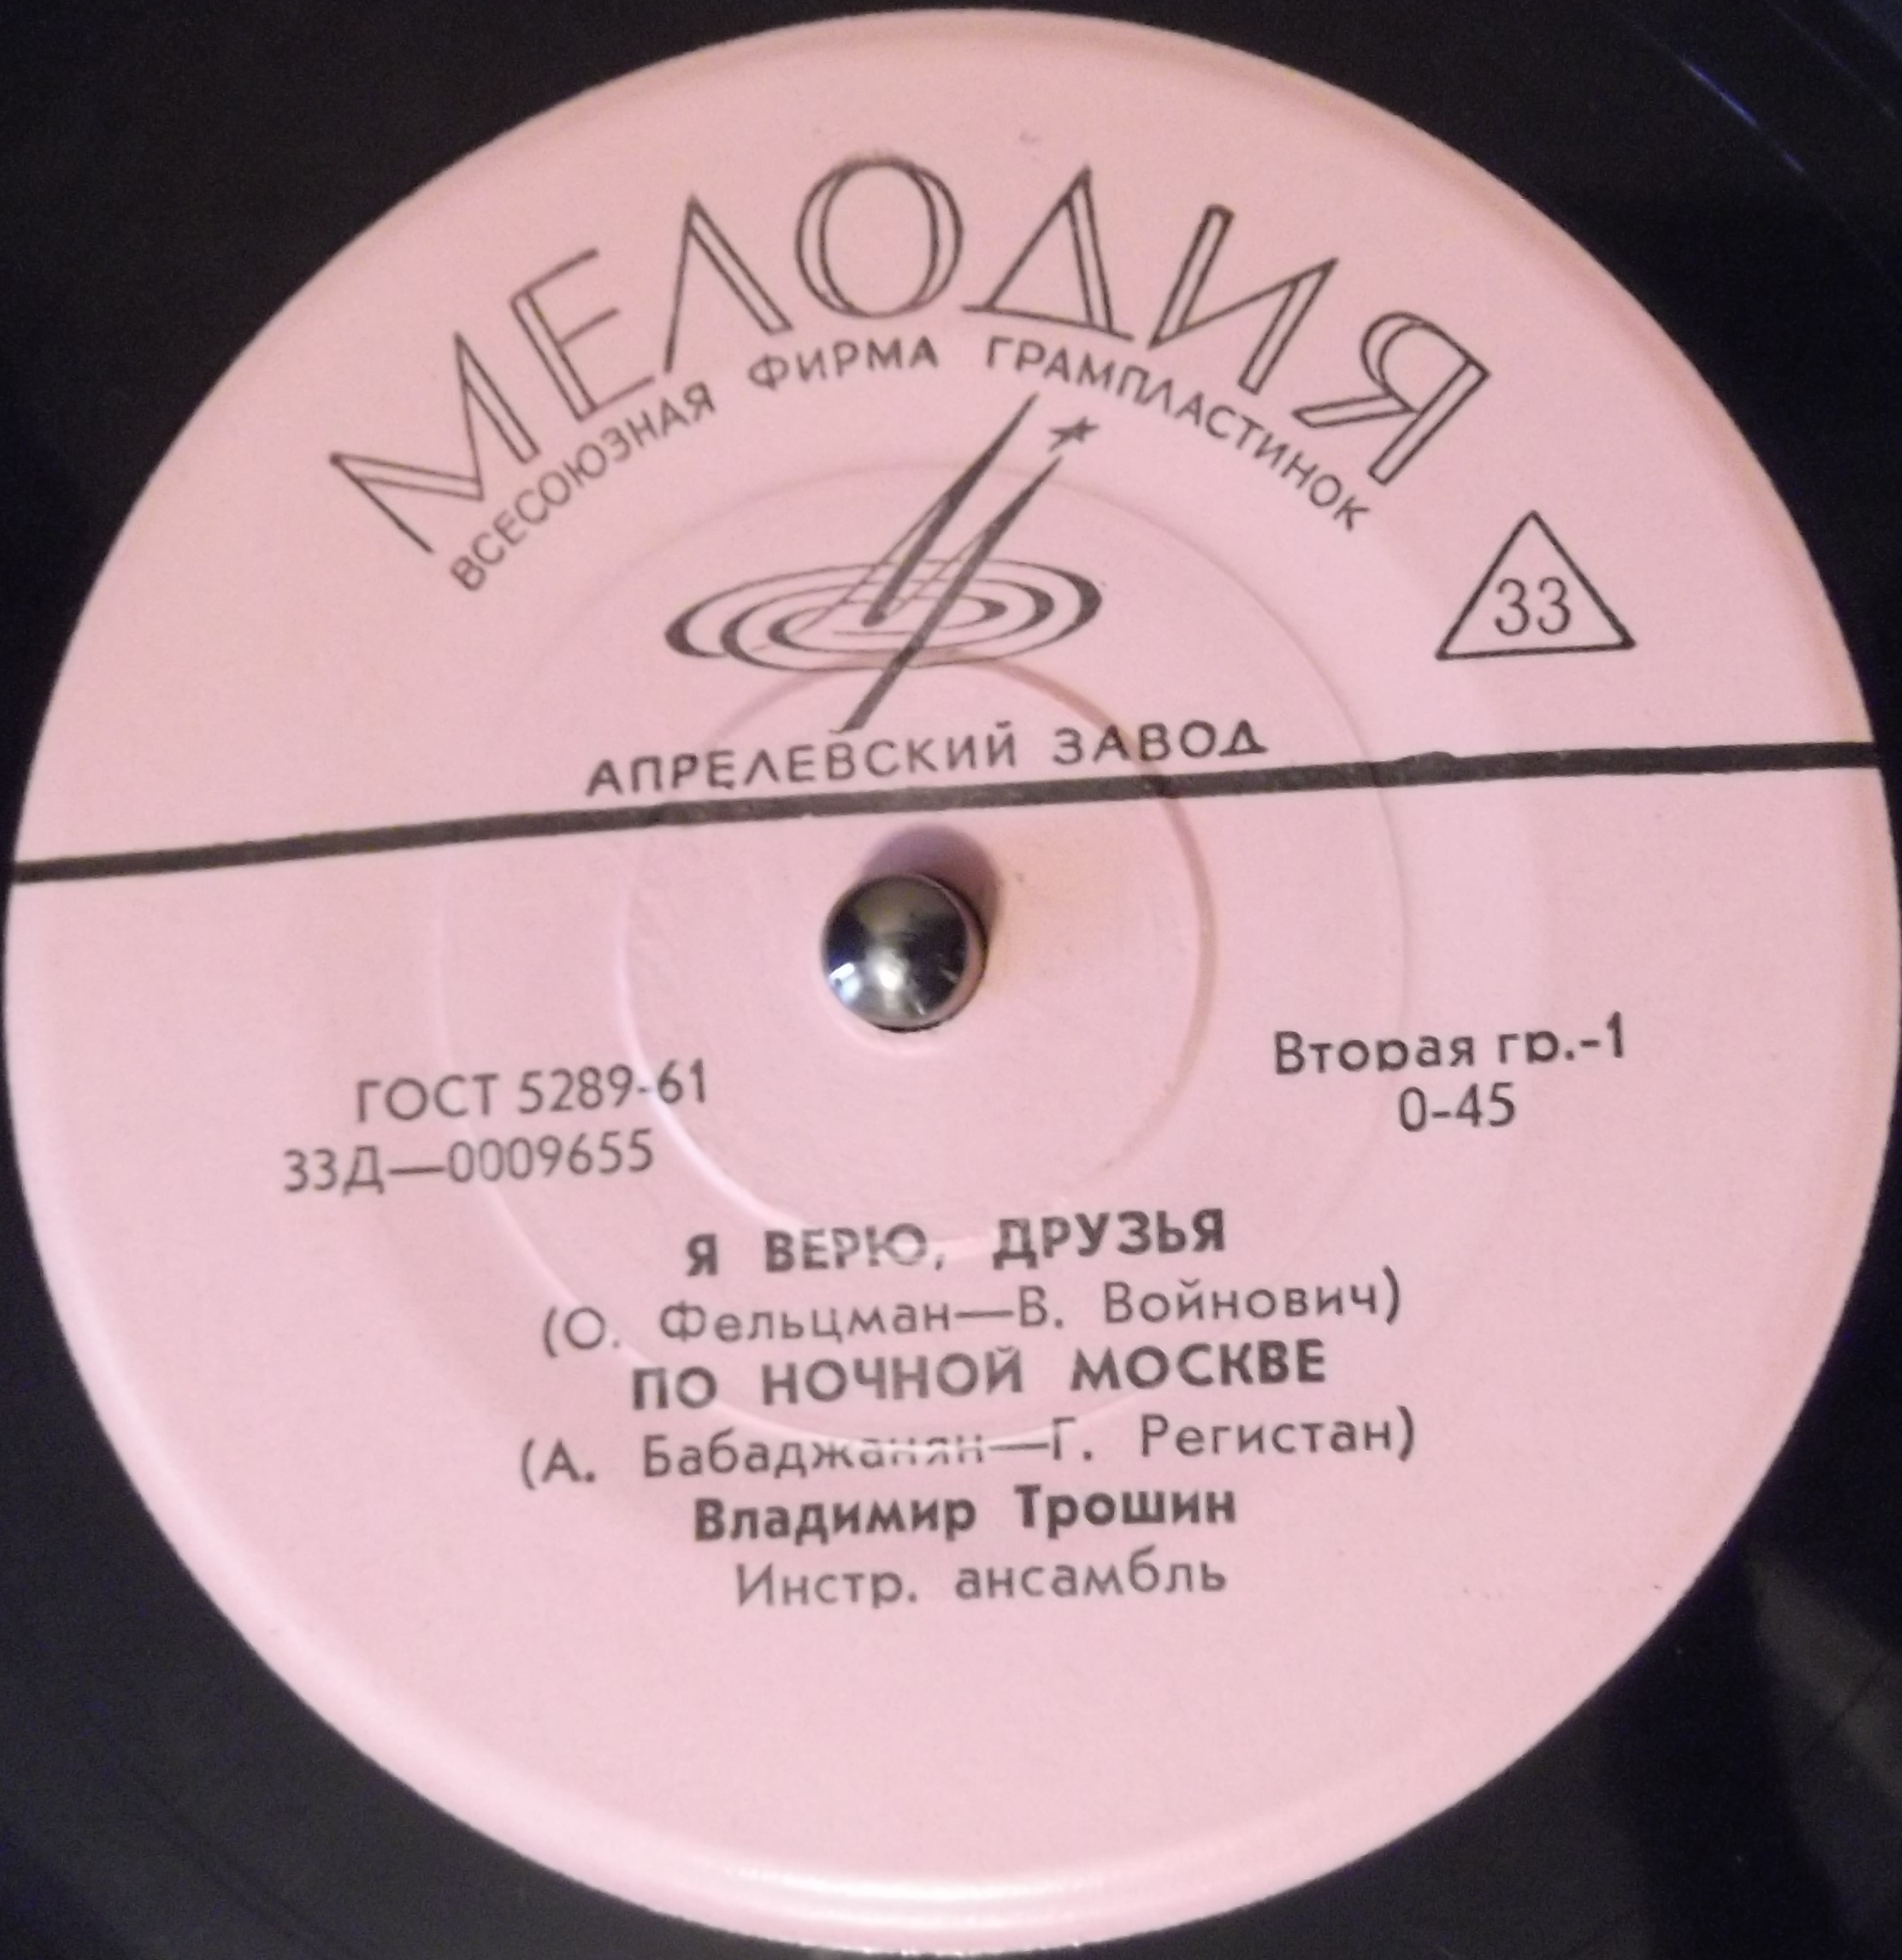 МЕЛОДИЯ
ВСЕСОЮЗНАЯ ФИРМА ГРАМПЛАСТИНОК
33
АПРЕЛЕВСКИЙ ЗАВОД
ГОСТ 5289-61
33Д—0009655
Вторая гр.-1
0-45
Я ВЕРЮ, ДРУЗЬЯ
(О. Фельцман—В. Войнович)
ПО НОЧНОЙ МОСКВЕ
(А. Бабаджанян—Г. Регистан)
Владимир Трошин
Инстр. ансамбль